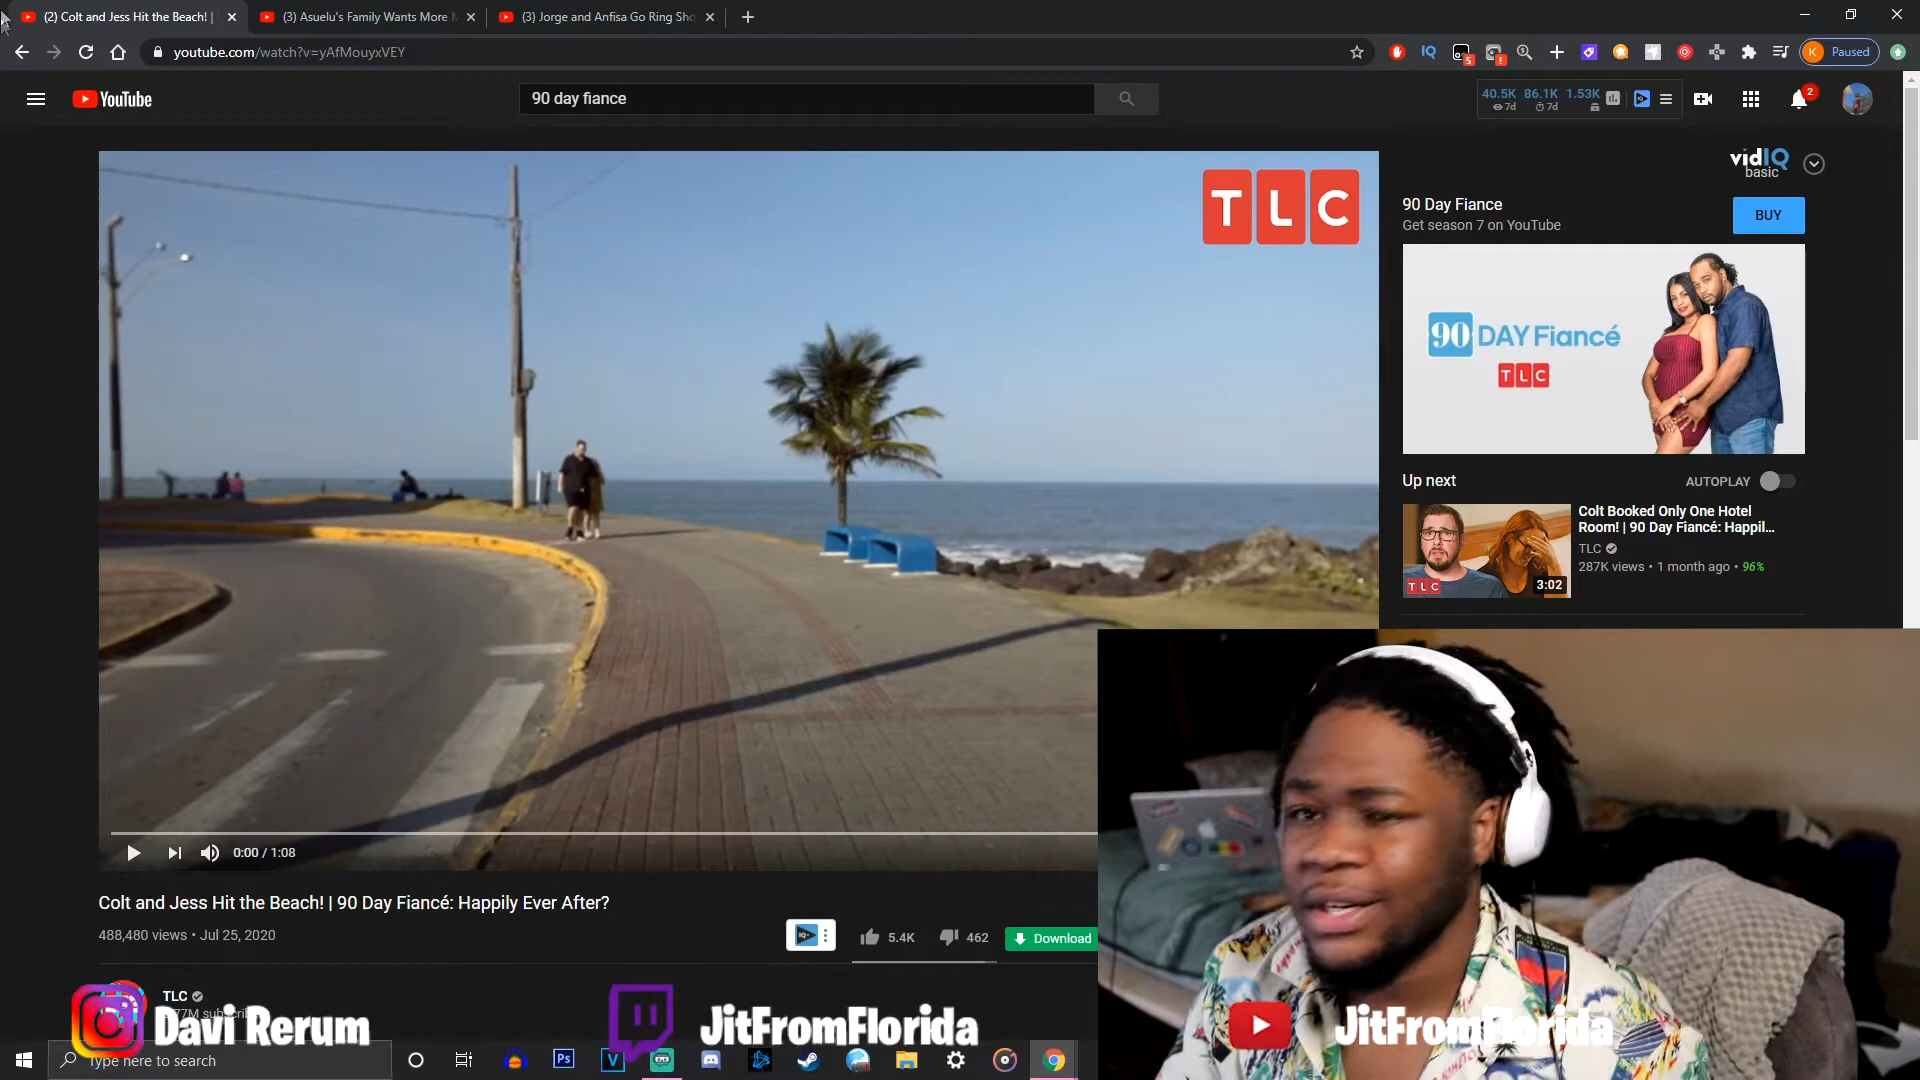 (2) Colt and Jess Hit the Beach! |
(3) Asuelu's Family Wants More M
(3) Jorge and Anfisa Go Ring Sho
youtube.com/watch?v=yAfMouyxVEY
IQ
5
K Paused
YouTube
90 day fiance
40.5K 86.1K 1.53K
7d 7d
2
TLC
vidIQ
basic
90 Day Fiance
Get season 7 on YouTube
BUY
90 DAY Fiancé
TLC
Up next
AUTOPLAY
Colt Booked Only One Hotel
Room! | 90 Day Fiancé: Happil...
TLC
287K views • 1 month ago • 96%
TLC
3:02
0:00 / 1:08
Colt and Jess Hit the Beach! | 90 Day Fiancé: Happily Ever After?
488,480 views • Jul 25, 2020
5.4K
462
Download
TLC
Davi Rerum
JitFromFlorida
JitFromFlorida
Type here to search
Ps
V